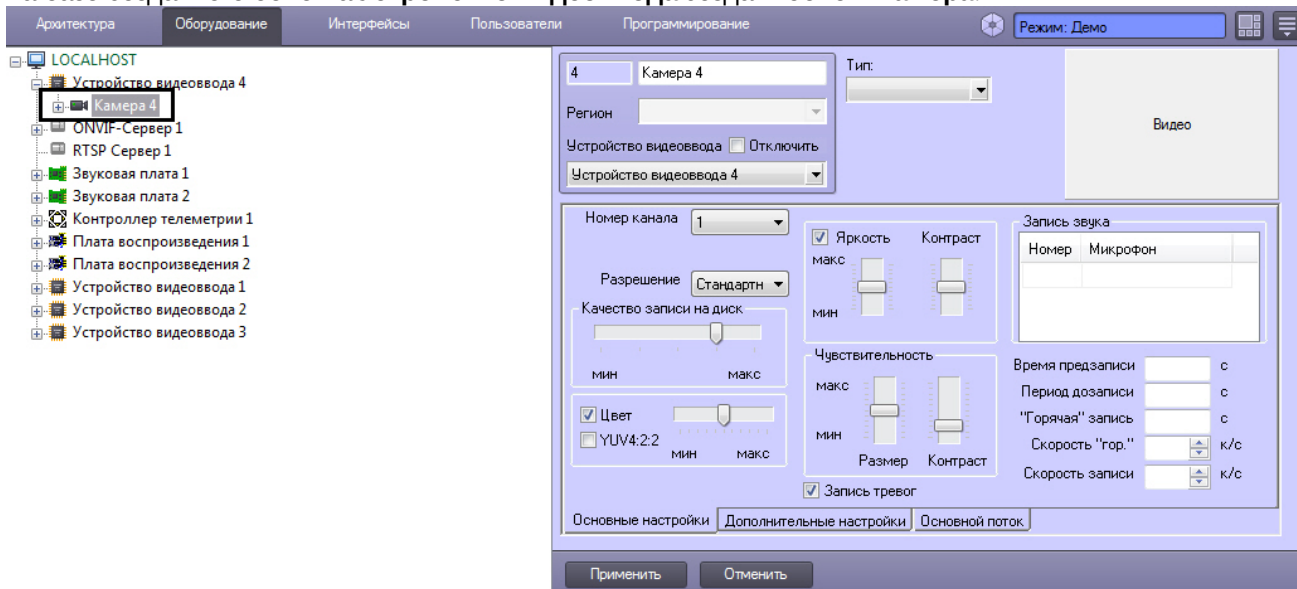 Архитектура Оборудование Интерфейсы Пользователи Программирование Режим: Демо
LOCALHOST
Устройство видеоввода 4
Камера 4
ONVIF-Сервер 1
RTSP Сервер 1
Звуковая плата 1
Звуковая плата 2
Контроллер телеметрии 1
Плата воспроизведения 1
Плата воспроизведения 2
Устройство видеоввода 1
Устройство видеоввода 2
Устройство видеоввода 3
4 Камера 4
Тип:
Регион
Устройство видеоввода Отключить
Устройство видеоввода 4
Видео
Номер канала 1
Разрешение Стандартн
Качество записи на диск
мин макс
Цвет
YUV4:2:2
мин макс
Яркость Контраст
макс
мин
Чувствительность
макс
мин
Размер Контраст
Запись тревог
Запись звука
Номер Микрофон
Время предзаписи с
Период дозаписи с
"Горячая" запись с
Скорость "гор." к/с
Скорость записи к/с
Основные настройки Дополнительные настройки Основной поток
Применить Отменить